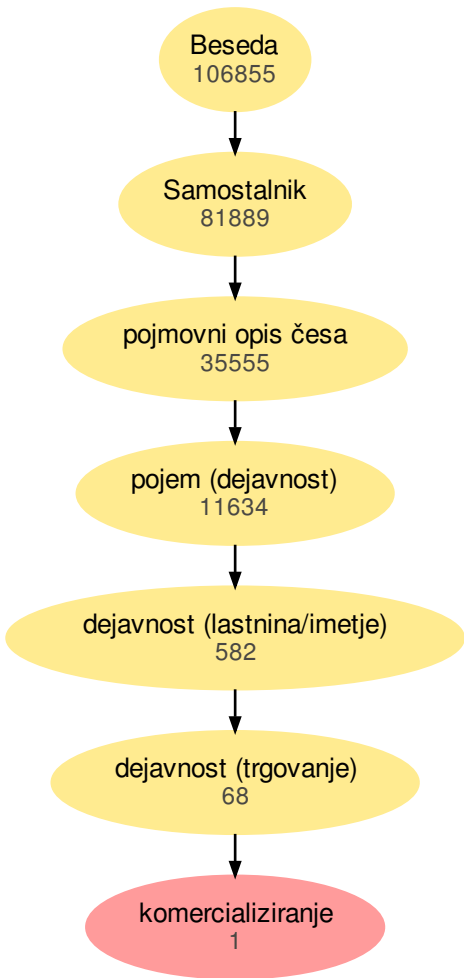 Beseda
106855
Samostalnik
81889
pojmovni opis česa
35555
pojem (dejavnost)
11634
dejavnost (lastnina/imetje)
582
dejavnost (trgovanje)
68
komercializiranje
1